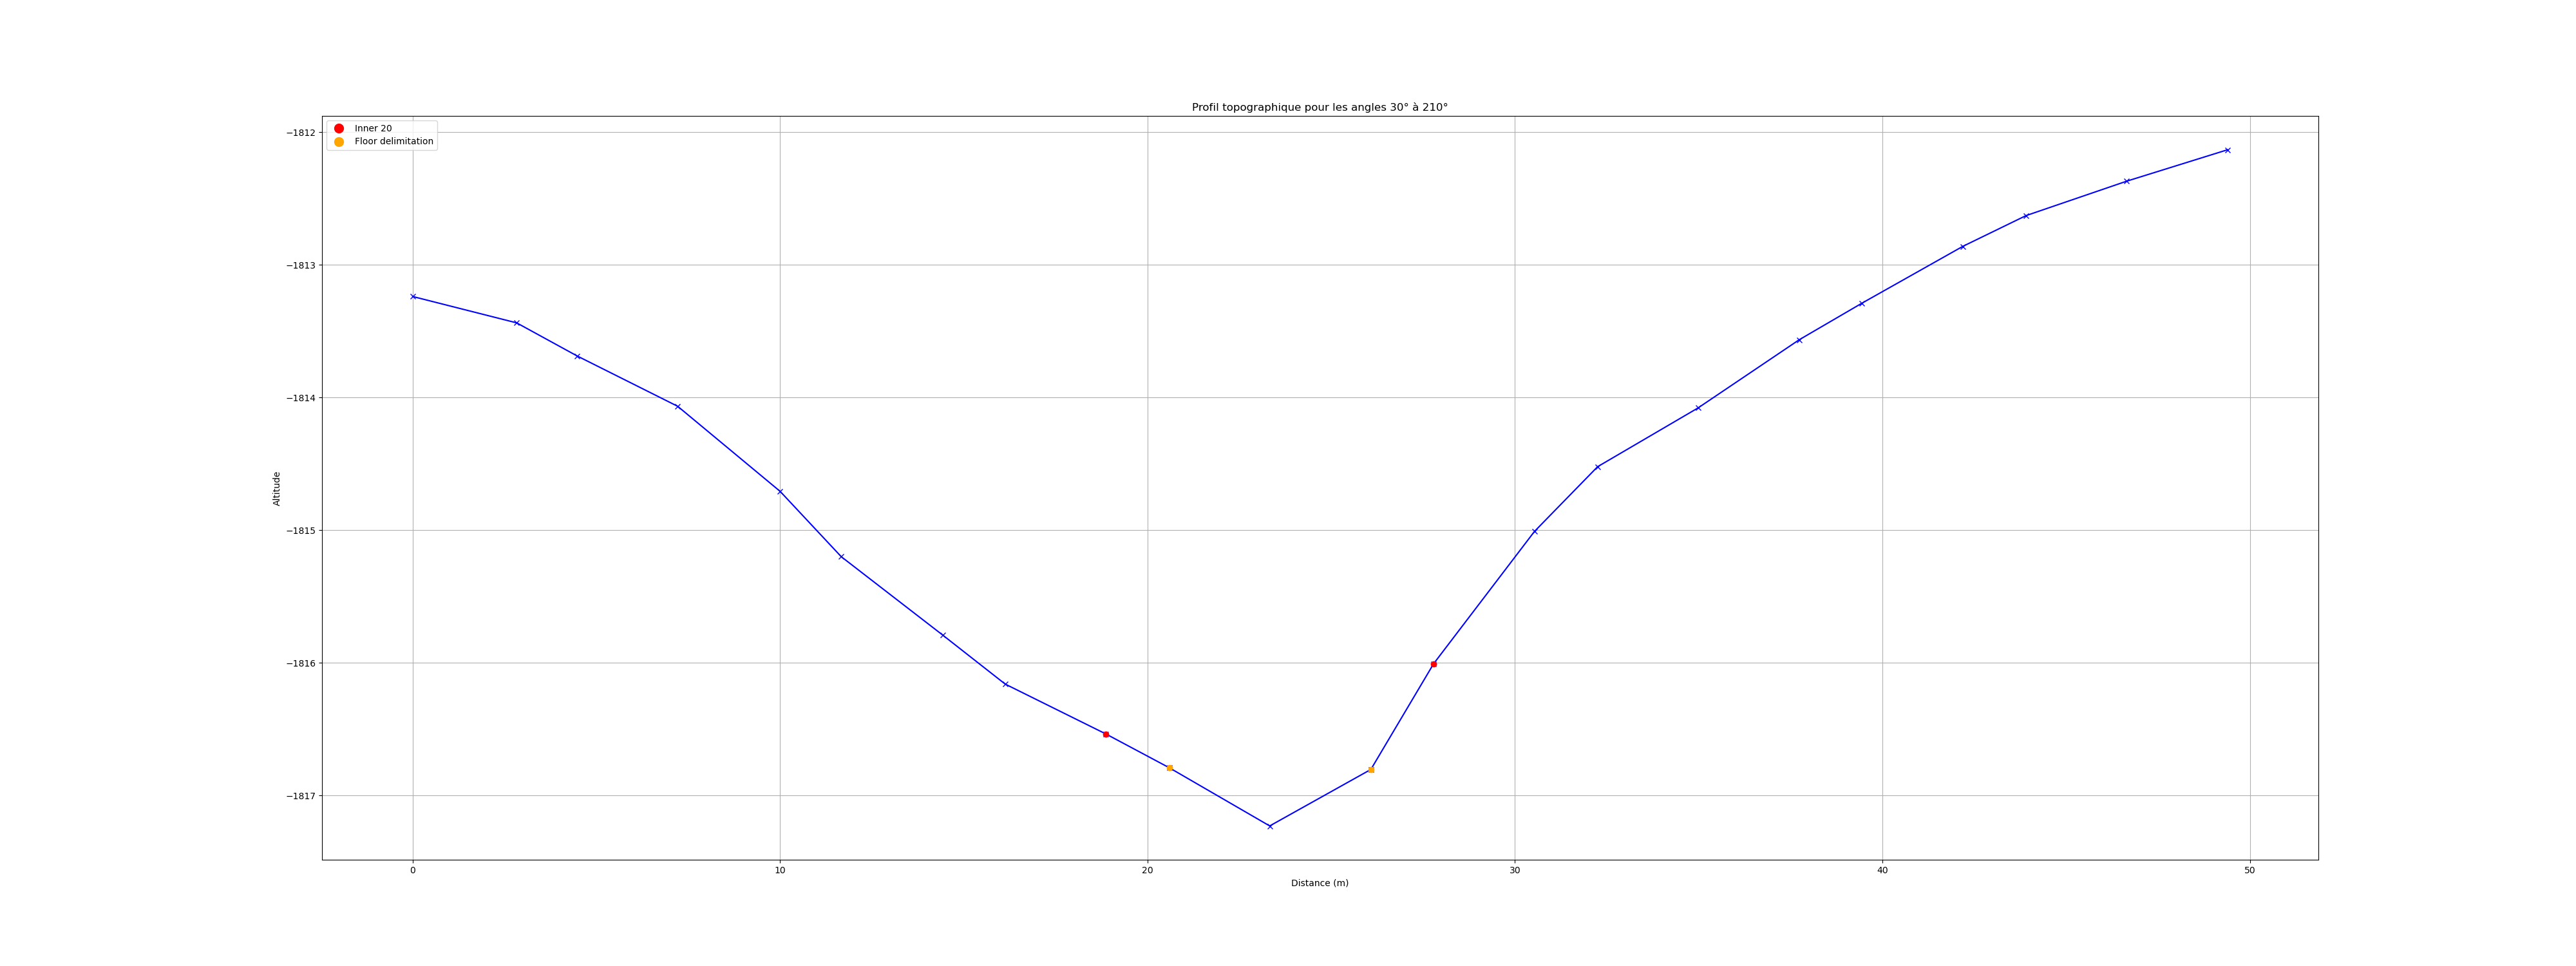 Profil topographique pour les angles 30° à 210°
Inner 20
Floor delimitation
−1812
−1813
−1814
−1815
−1816
−1817
Altitude
0 10 20 30 40 50
Distance (m)